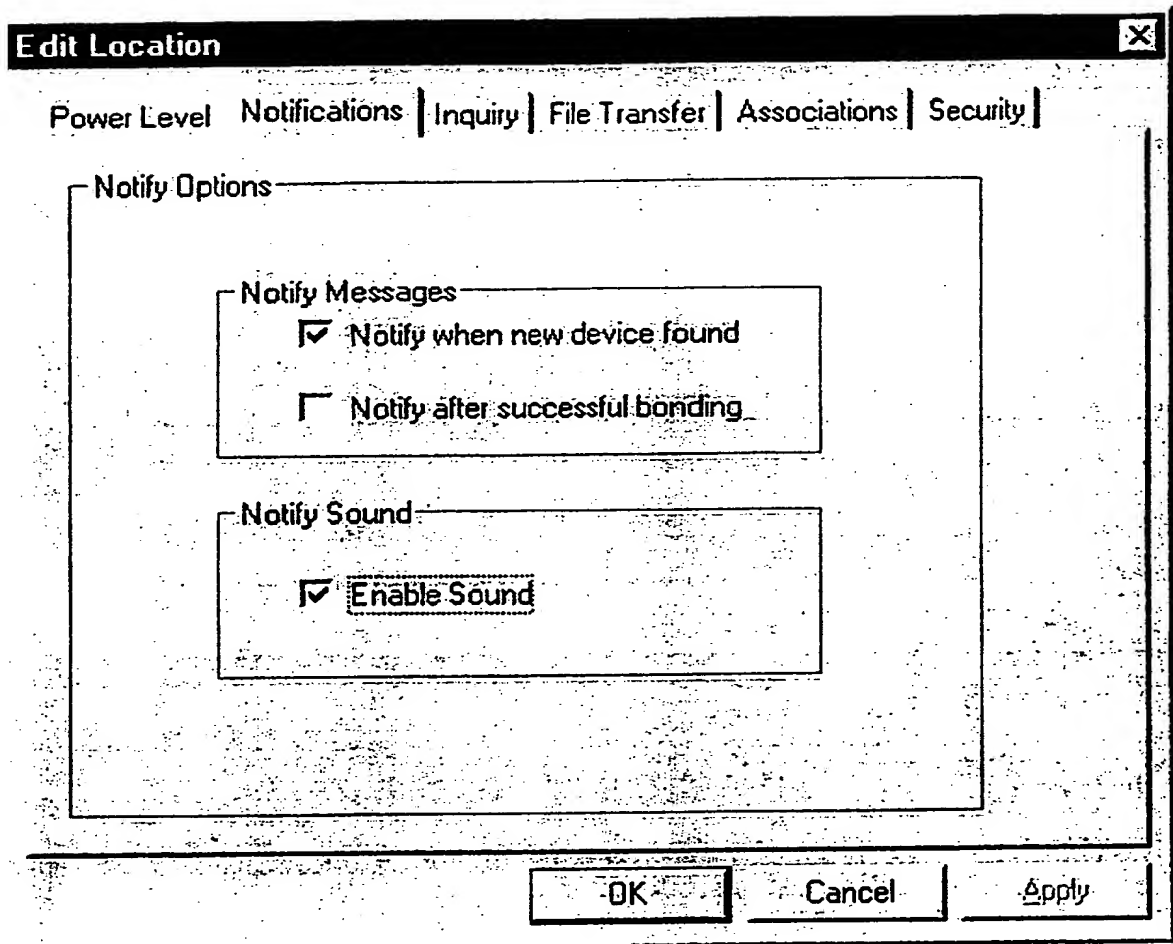 Edit Location
Power Level Notifications Inquiry File Transfer Associations Security
Notify Options
Notify Messages
Notify when new device found
Notify after successful bonding
Notify Sound
Enable Sound
OK Cancel Apply